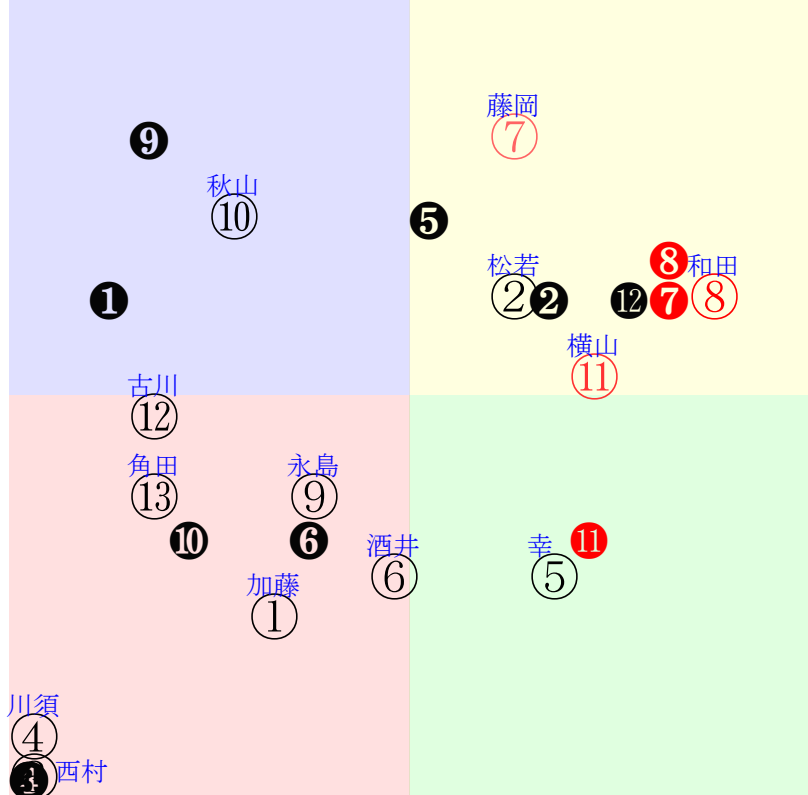 藤岡
⑦
❾
秋山
⑩
❺
松若
②
❷
⓬
❽
❼
和田
⑧
❶
横山
⑪
古川
⑫
角田
⑬
永島
⑨
❿
❻
酒井
⑥
幸
⑤
⓫
加藤
①
川須
④
西村